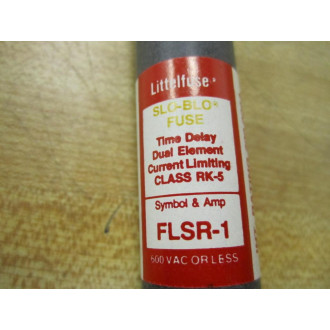 Littelfuse®
SLO-BLO®
FUSE
Time Delay
Dual Element
Current Limiting
CLASS RK-5
Symbol & Amp
FLSR-1
600 VAC OR LESS